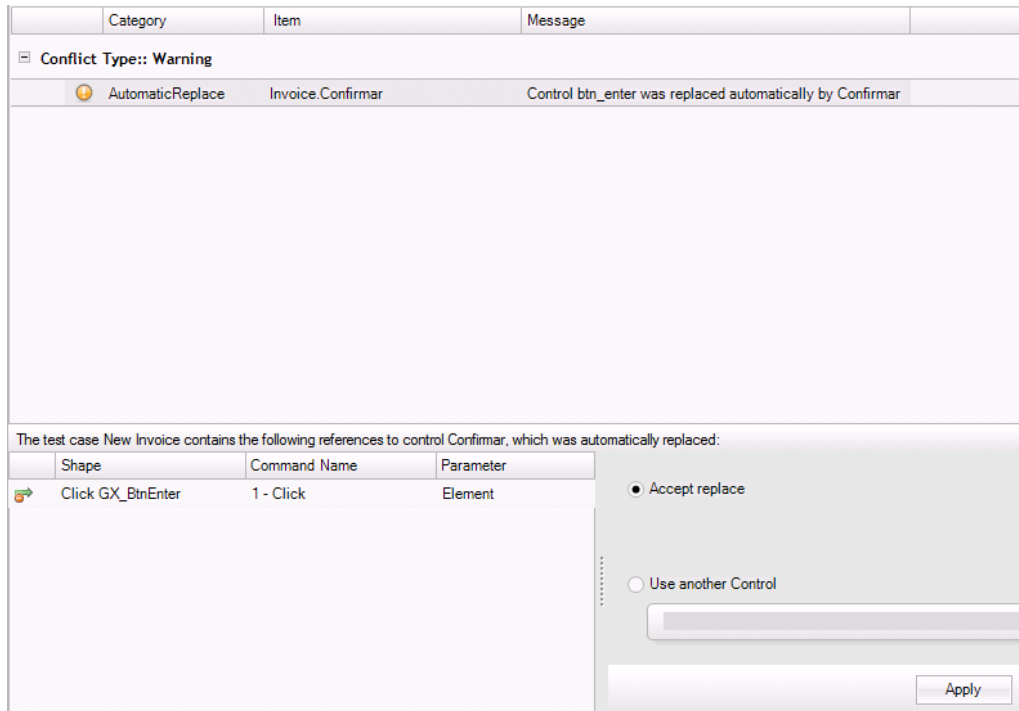 Category Item Message
Conflict Type:: Warning
AutomaticReplace Invoice.Confirmar Control btn_enter was replaced automatically by Confirmar
The test case New Invoice contains the following references to control Confirmar, which was automatically replaced:
Shape Command Name Parameter
Click GX_BtnEnter 1 - Click Element
Accept replace
Use another Control
Apply